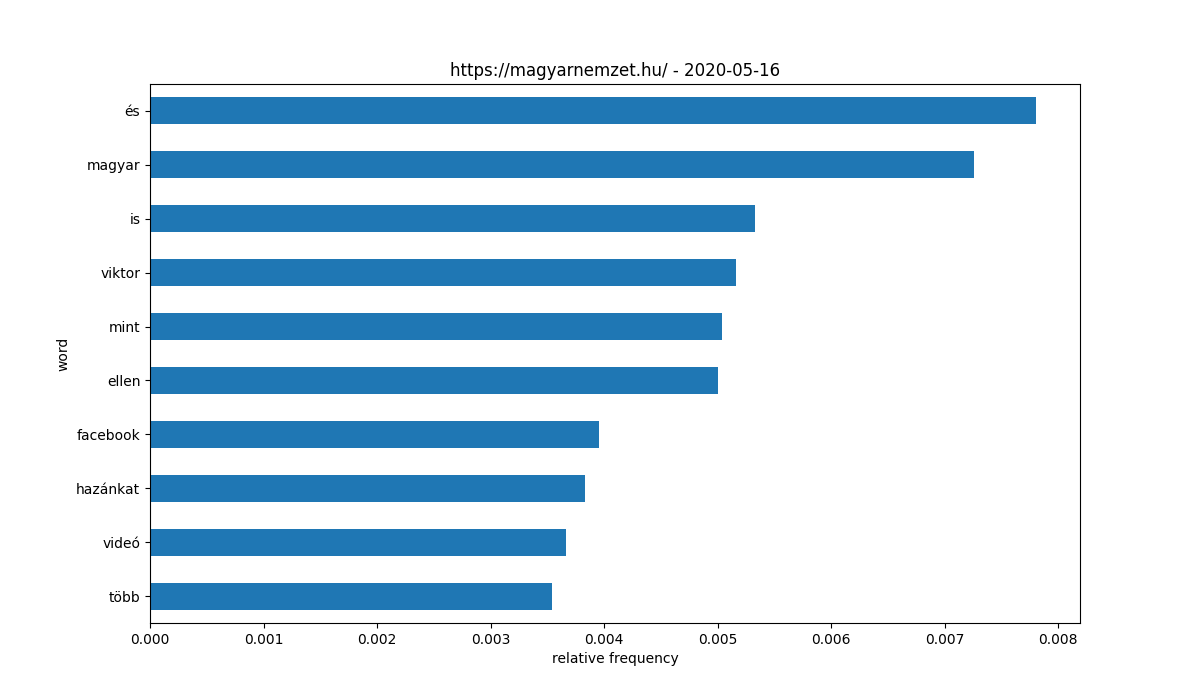 https://magyarnemzet.hu/ - 2020-05-16
és
magyar
is
viktor
mint
word
ellen
facebook
hazánkat
videó
több
0.000 0.001 0.002 0.003 0.004 0.005 0.006 0.007 0.008
relative frequency